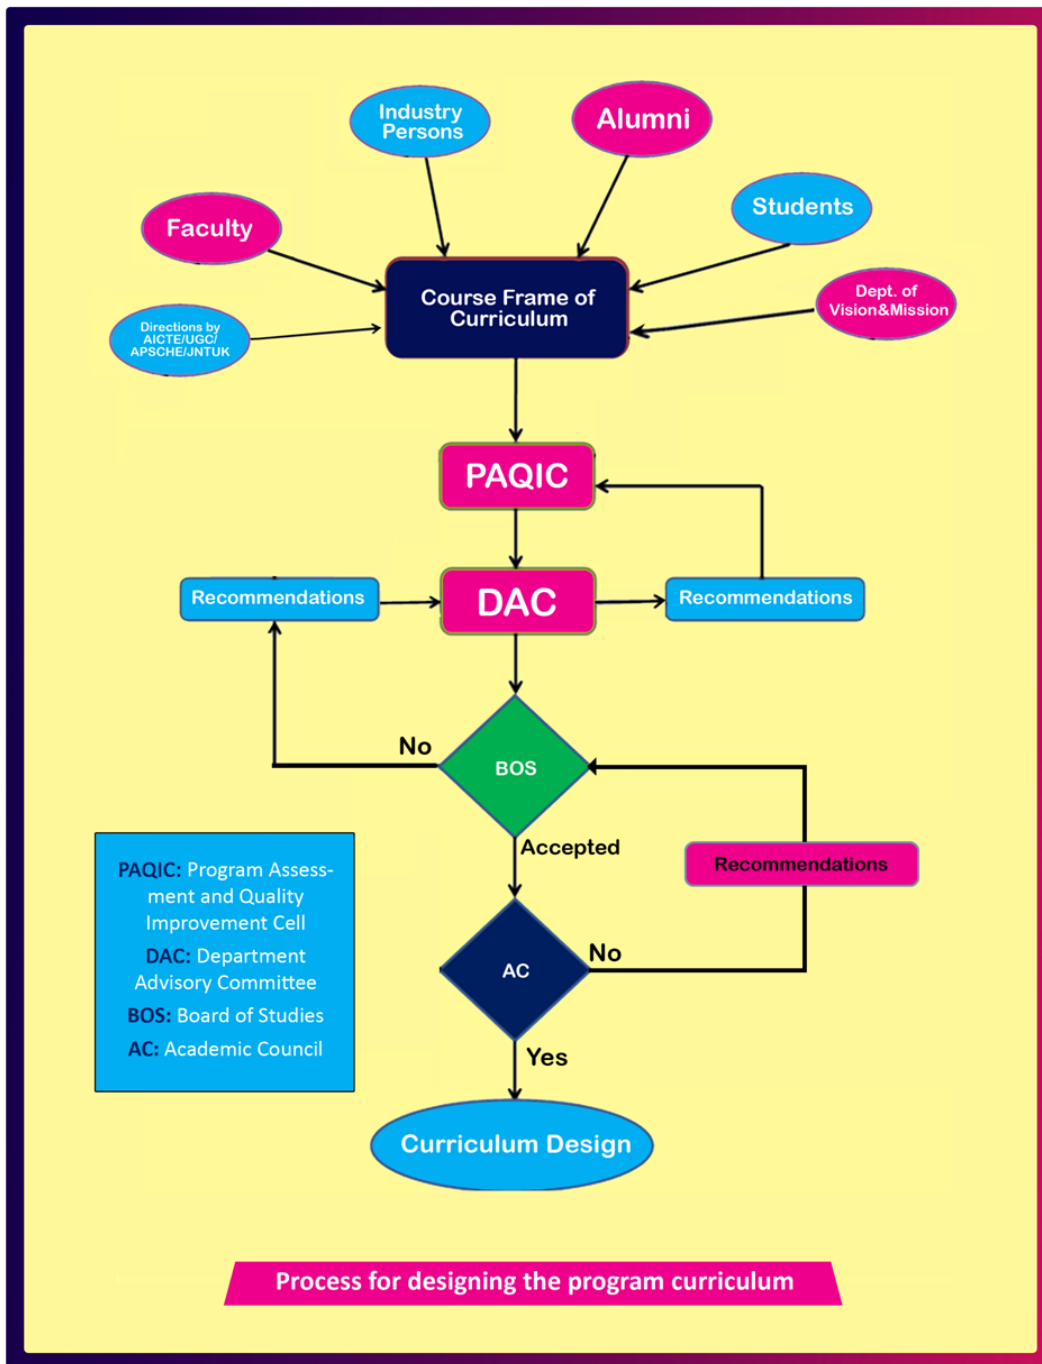 Industry
Persons
Alumni
Students
Faculty
Course Frame of
Curriculum
Dept. of
Vision&Mission
Directions by
AICTE/UGC/
APSCHE/JNTUK
PAQIC
Recommendations
DAC
Recommendations
No
BOS
Accepted
Recommendations
PAQIC: Program Assess-
ment and Quality
Improvement Cell
DAC: Department
Advisory Committee
BOS: Board of Studies
AC: Academic Council
AC
No
Yes
Curriculum Design
Process for designing the program curriculum